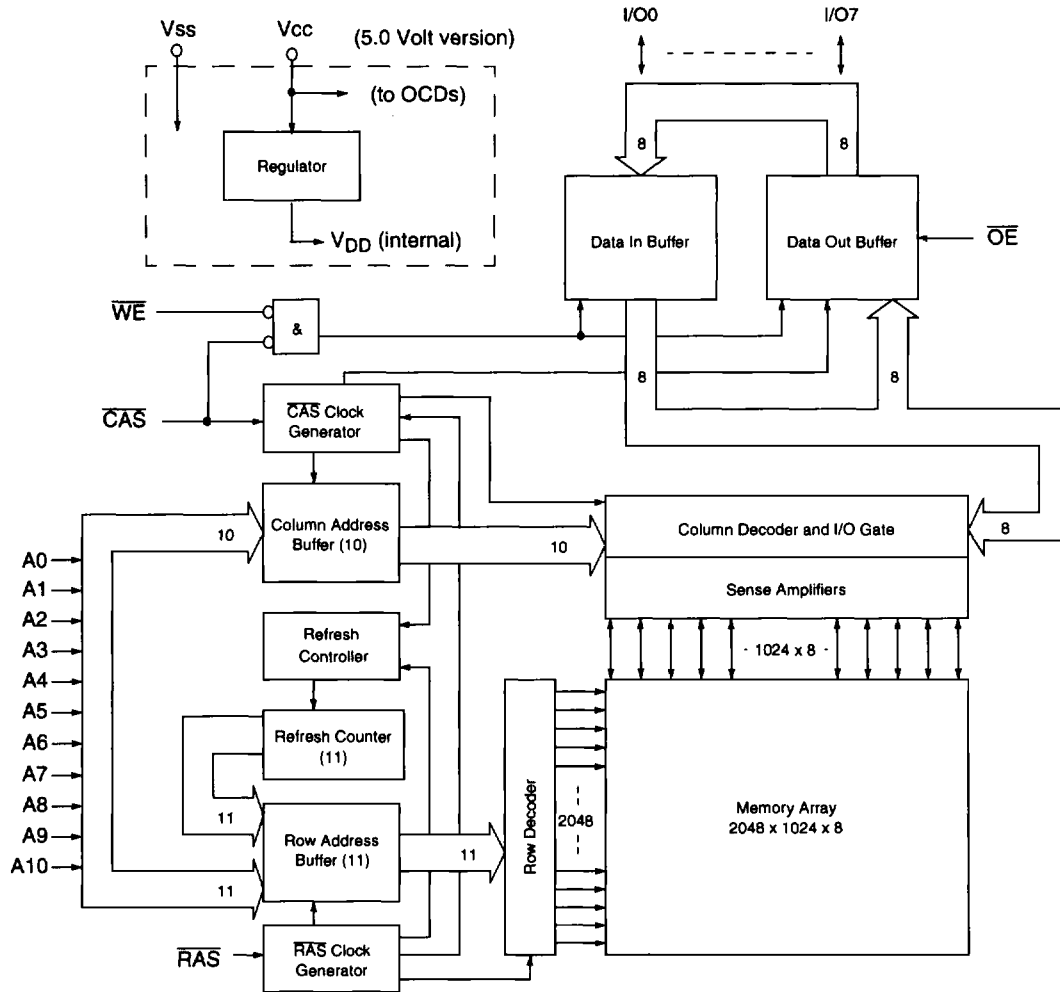 Vss
Vcc
(5.0 Volt version)
I/O0
I/O7
(to OCDs)
Regulator
8
8
VDD (internal)
Data In Buffer
Data Out Buffer
OE
WE
&
8
8
CAS
CAS Clock
Generator
Column Address
Buffer (10)
10
10
Column Decoder and I/O Gate
8
Sense Amplifiers
A0
A1
A2
A3
A4
A5
A6
A7
A8
A9
A10
Refresh
Controller
- 1024 x 8 -
Refresh Counter
(11)
11
Row Address
Buffer (11)
11
11
Row Decoder
2048
Memory Array
2048 x 1024 x 8
RAS
RAS Clock
Generator